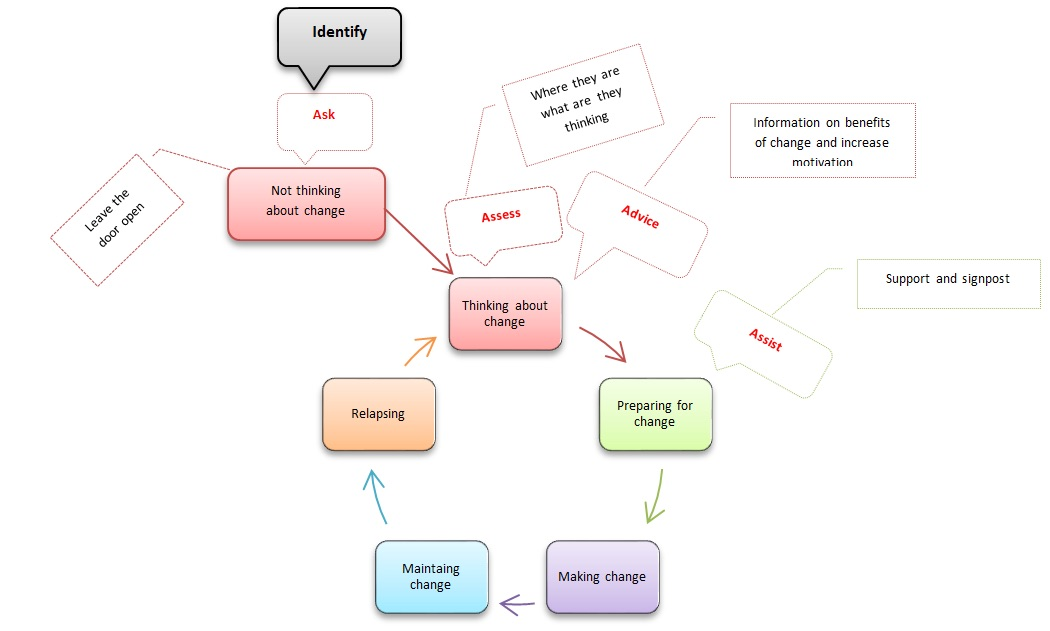 Identify
Ask
Not thinking
about change
Leave the
door open
Where they are
what are they
thinking
Assess
Advice
Information on benefits
of change and increase
motivation
Thinking about
change
Assist
Support and signpost
Preparing for
change
Making change
Maintaing
change
Relapsing